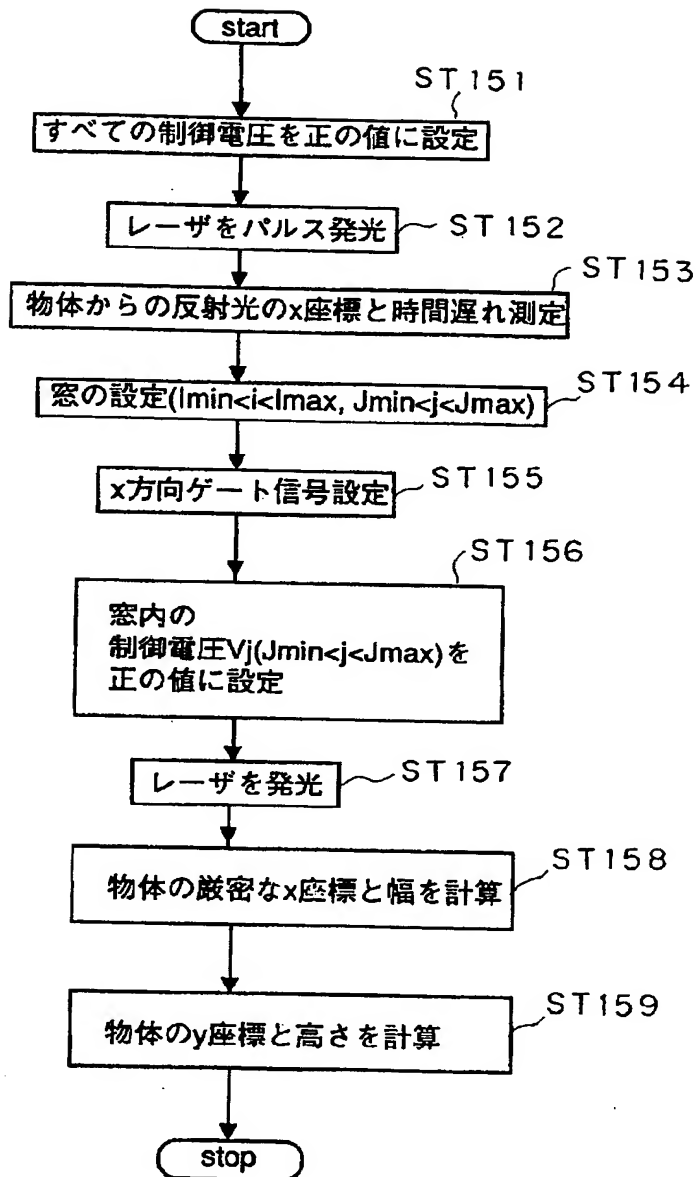 start
ST151
すべての制御電圧を正の値に設定
レーザをパルス発光
ST152
ST153
物体からの反射光のx座標と時間遅れ測定
ST154
窓の設定(Imin<i<Imax, Jmin<j<Jmax)
x方向ゲート信号設定
ST155
ST156
窓内の
制御電圧Vj(Jmin<j<Jmax)を
正の値に設定
レーザを発光
ST157
ST158
物体の厳密なx座標と幅を計算
ST159
物体のy座標と高さを計算
stop